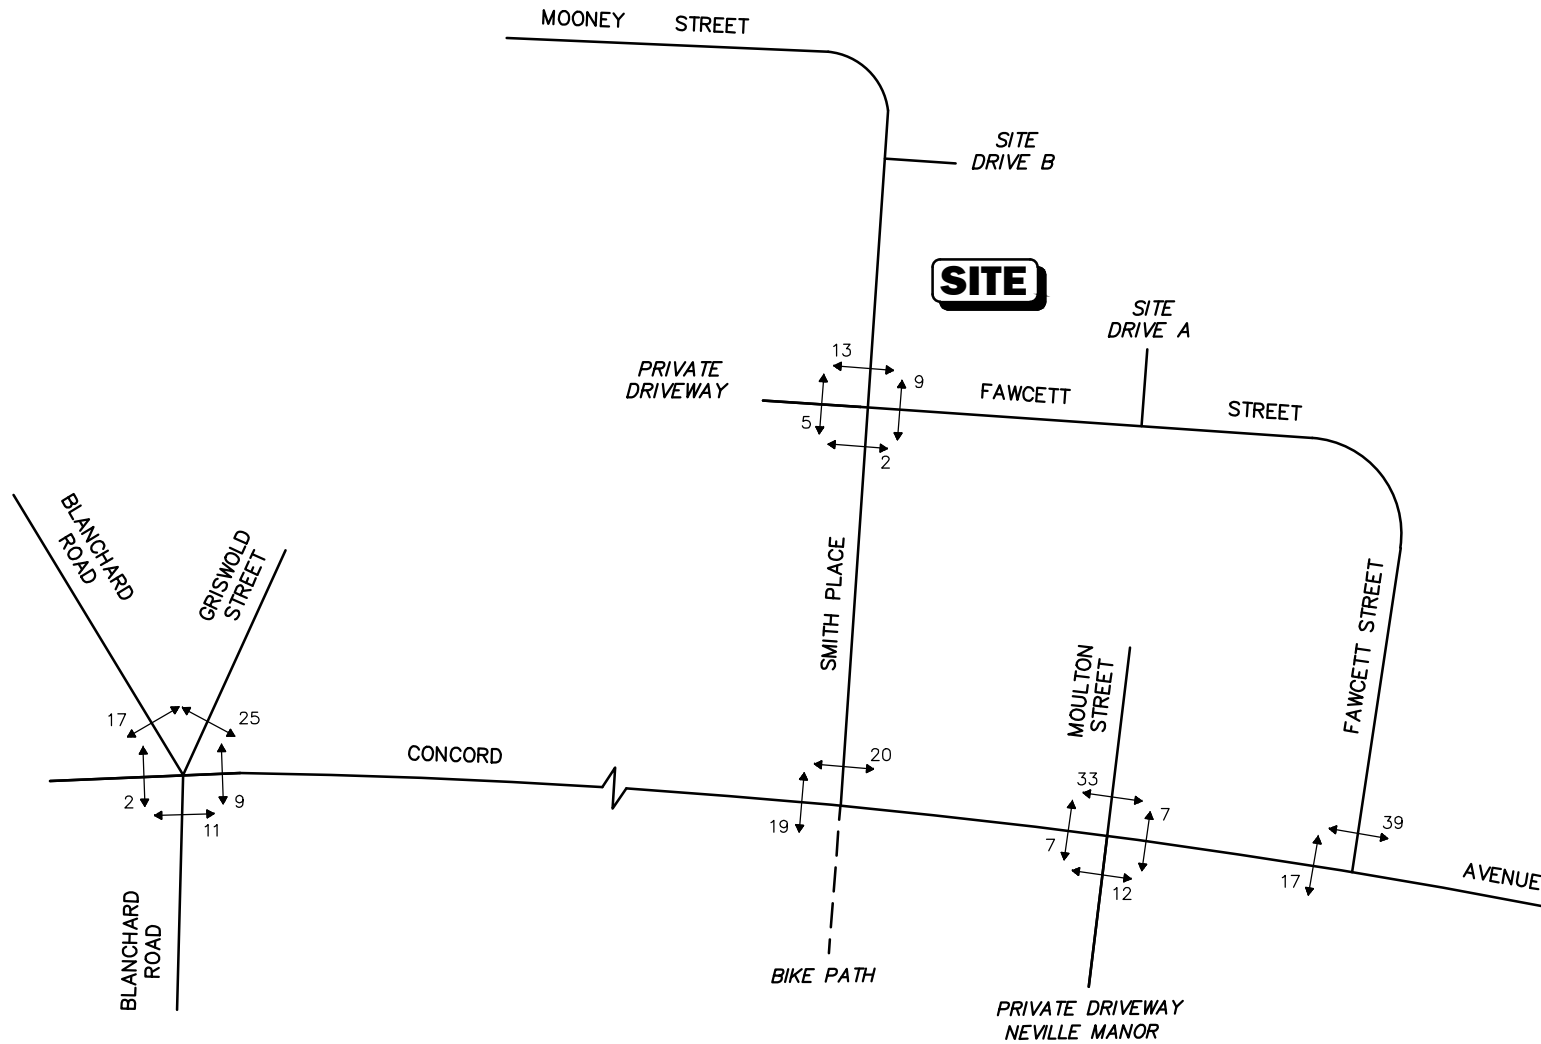 MOONEY STREET
SITE
DRIVE B
SITE
SITE
DRIVE A
13
PRIVATE
DRIVEWAY
9
FAWCETT STREET
5
2
BLANCHARD
ROAD
GRISWOLD
STREET
SMITH PLACE
MOULTON
STREET
FAWCETT STREET
17
25
CONCORD
20
33
7
39
2
9
11
19
7
12
17
AVENUE
BLANCHARD
ROAD
BIKE PATH
PRIVATE DRIVEWAY
NEVILLE MANOR